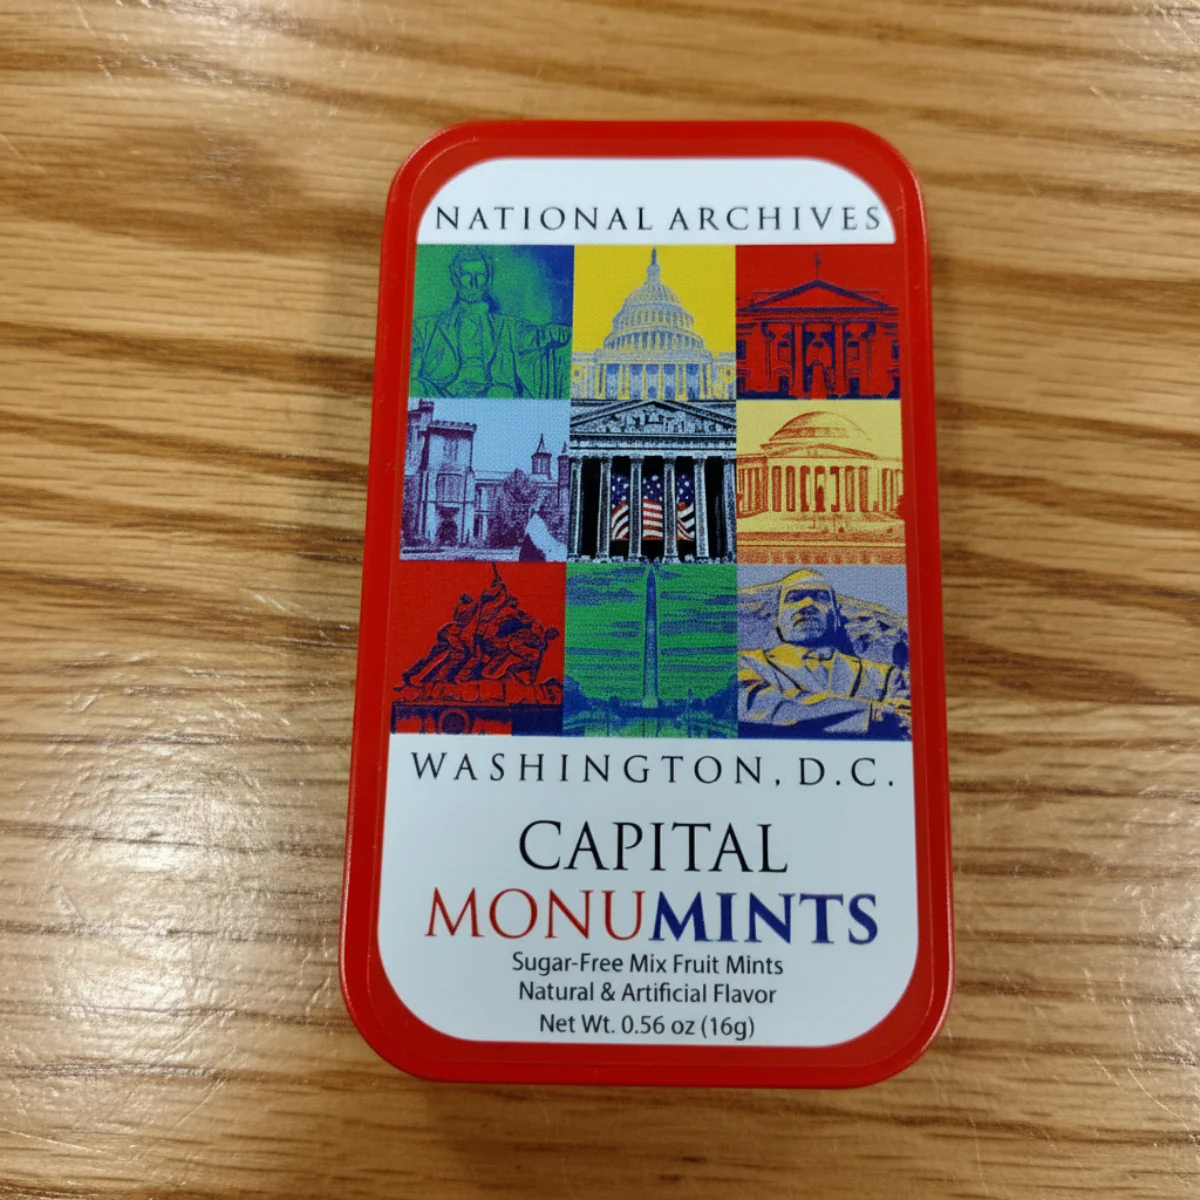 NATIONAL ARCHIVES
WASHINGTON, D.C.
CAPITAL
MONUMINTS
Sugar-Free Mix Fruit Mints
Natural & Artificial Flavor
Net Wt. 0.56 oz (16g)